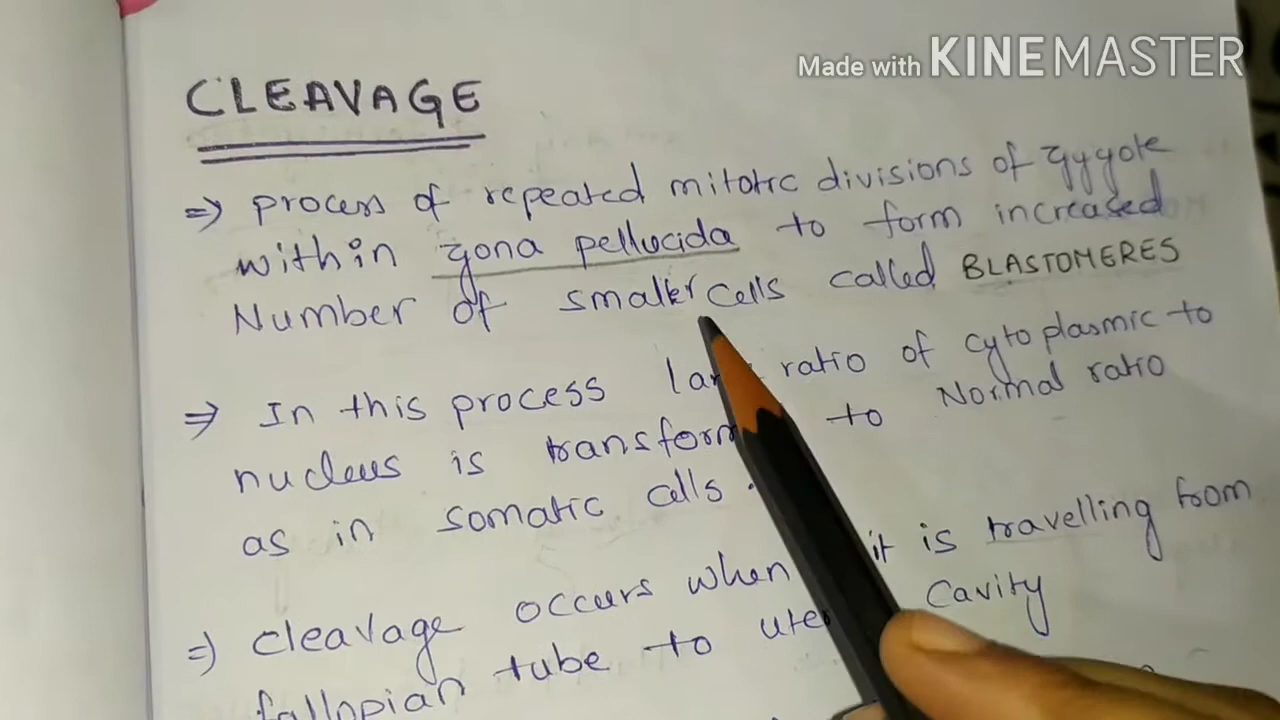 Made with KINEMASTER
CLEAVAGE
=> process of repeated mitotic divisions of zygote
within zona pellucida to form increased
Number of smaller cells called BLASTOMERES
=> In this process ratio of cytoplasmic to
nucleus is to Normal ratio
as in somatic cells.
=> cleavage occurs when it is travelling from
fallopian tube to cavity